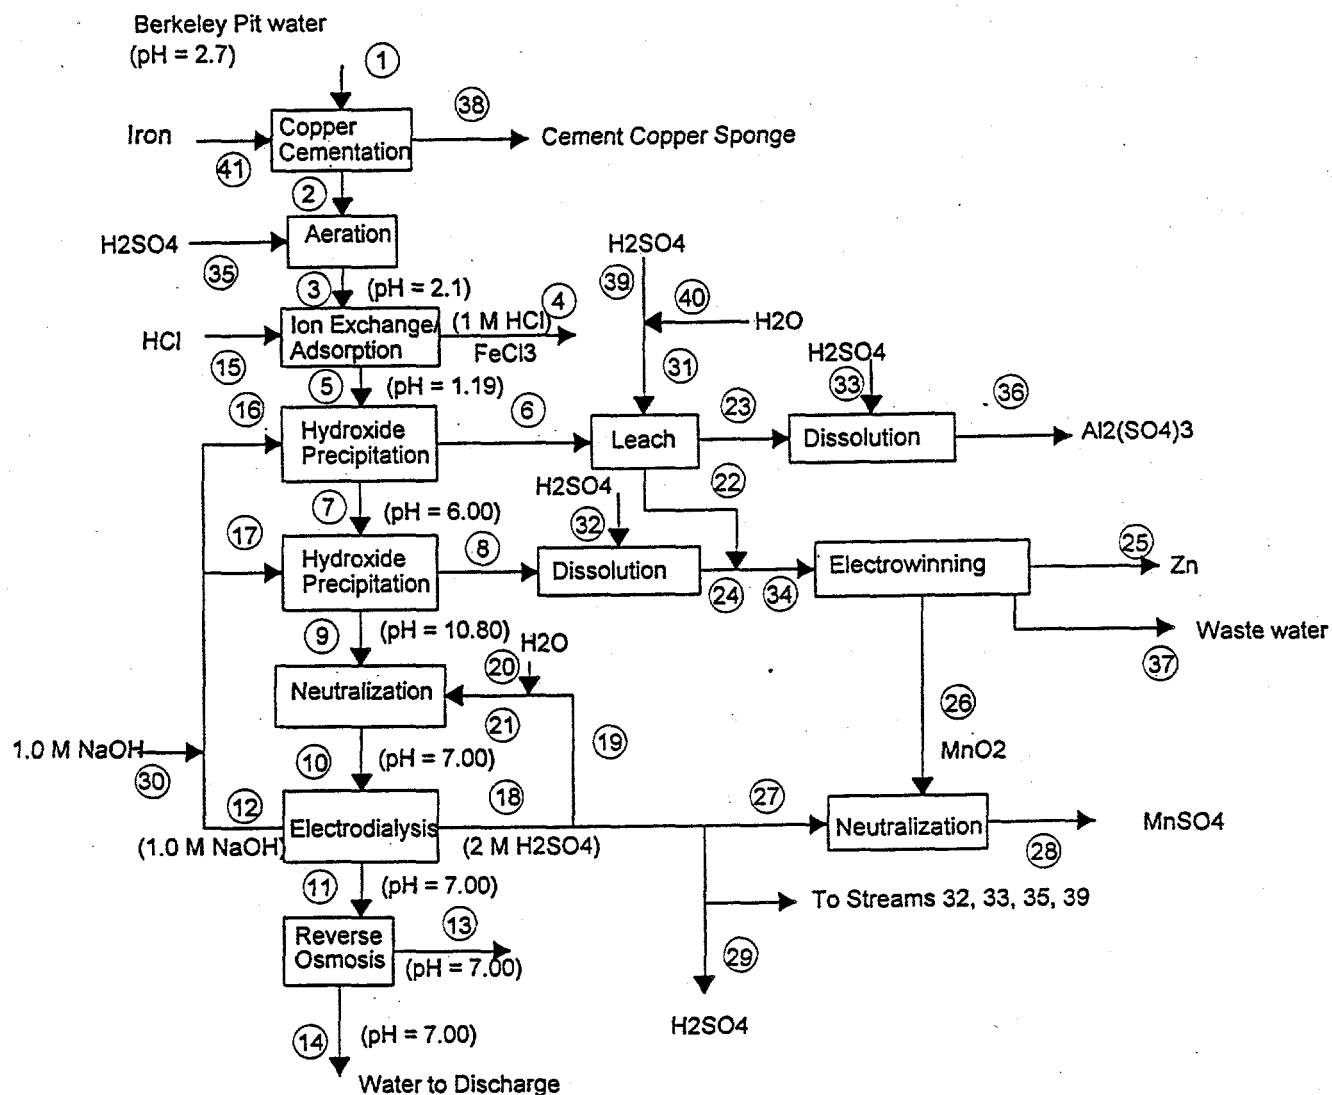 Berkeley Pit water
(pH = 2.7)
1
38
Iron
Copper
Cementation
Cement Copper Sponge
41
2
H2SO4
Aeration
35
H2SO4
39
3
(pH = 2.1)
4
40
H2O
HCl
Ion Exchange/
Adsorption
(1 M HCl)
FeCl3
15
31
H2SO4
5
(pH = 1.19)
33
16
6
23
36
Hydroxide
Precipitation
Leach
Dissolution
Al2(SO4)3
22
H2SO4
7
(pH = 6.00)
32
17
8
25
Hydroxide
Precipitation
Dissolution
24
34
Electrowinning
Zn
9
(pH = 10.80)
H2O
Waste water
37
20
Neutralization
21
26
19
1.0 M NaOH
30
10
(pH = 7.00)
MnO2
12
18
27
(1.0 M NaOH)
Electrodialysis
(2 M H2SO4)
Neutralization
MnSO4
28
11
(pH = 7.00)
To Streams 32, 33, 35, 39
13
Reverse
Osmosis
(pH = 7.00)
29
14
(pH = 7.00)
H2SO4
Water to Discharge